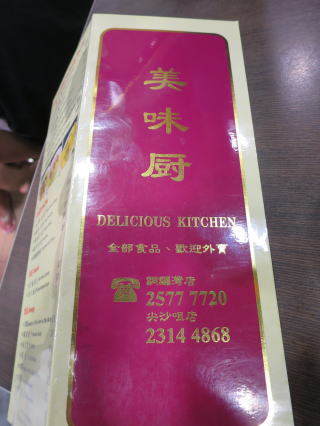 美味厨
DELICIOUS KITCHEN
全部食品、歡迎外賣
銅鑼灣店
2577 7720
尖沙咀店
2314 4868